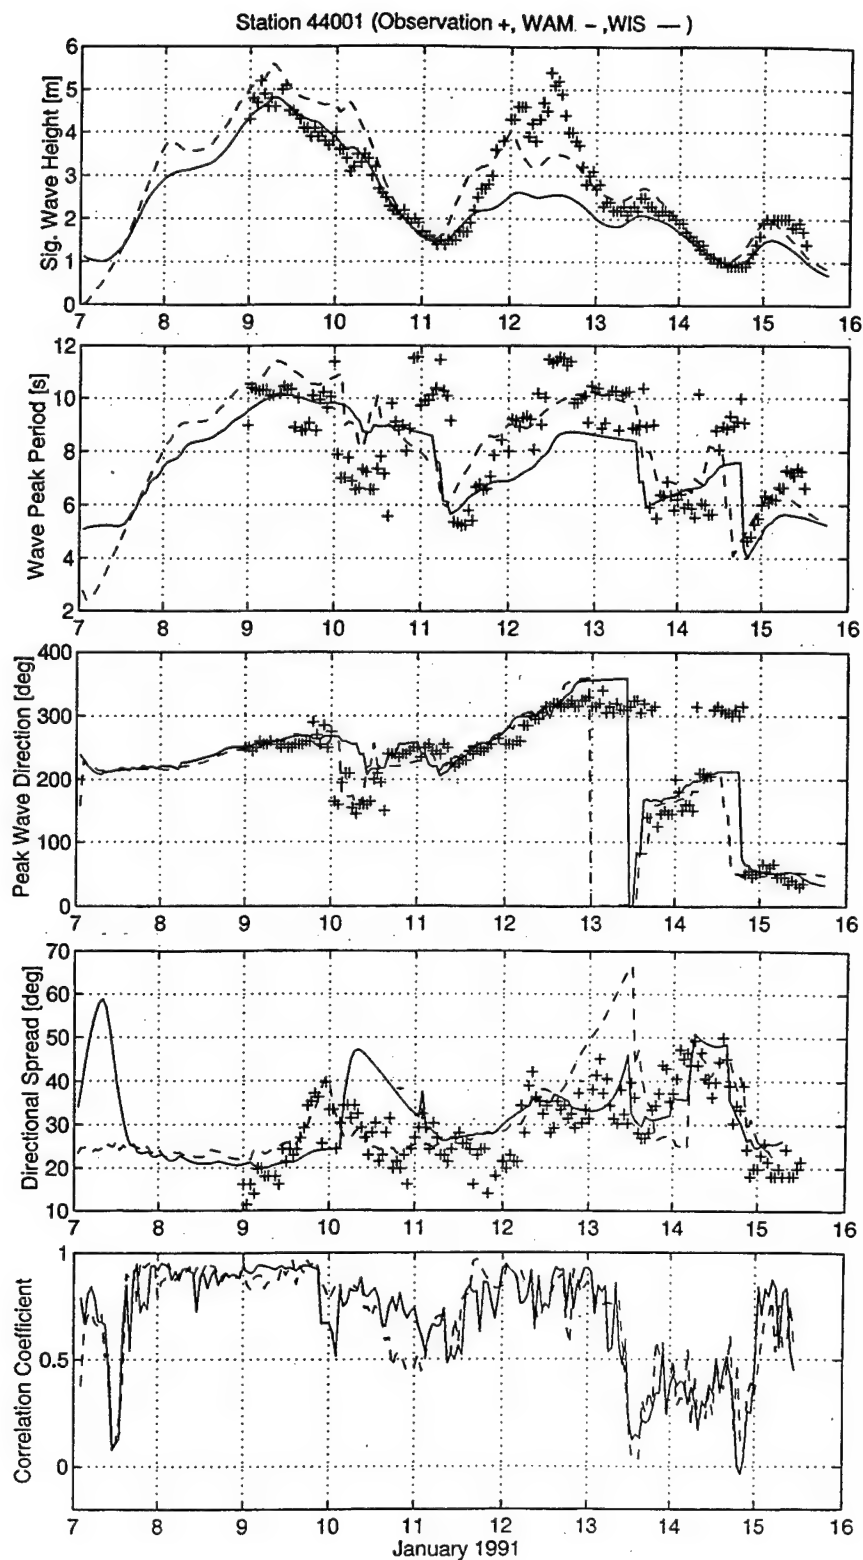 Station 44001 (Observation +, WAM - ,WIS — )
Sig. Wave Height [m]
6
5
4
3
2
1
0
7 8 9 10 11 12 13 14 15 16
Wave Peak Period [s]
12
10
8
6
4
2
7 8 9 10 11 12 13 14 15 16
Peak Wave Direction [deg]
400
300
200
100
0
7 8 9 10 11 12 13 14 15 16
Directional Spread [deg]
70
60
50
40
30
20
10
7 8 9 10 11 12 13 14 15 16
Correlation Coefficient
1
0.5
0
7 8 9 10 11 12 13 14 15 16
January 1991